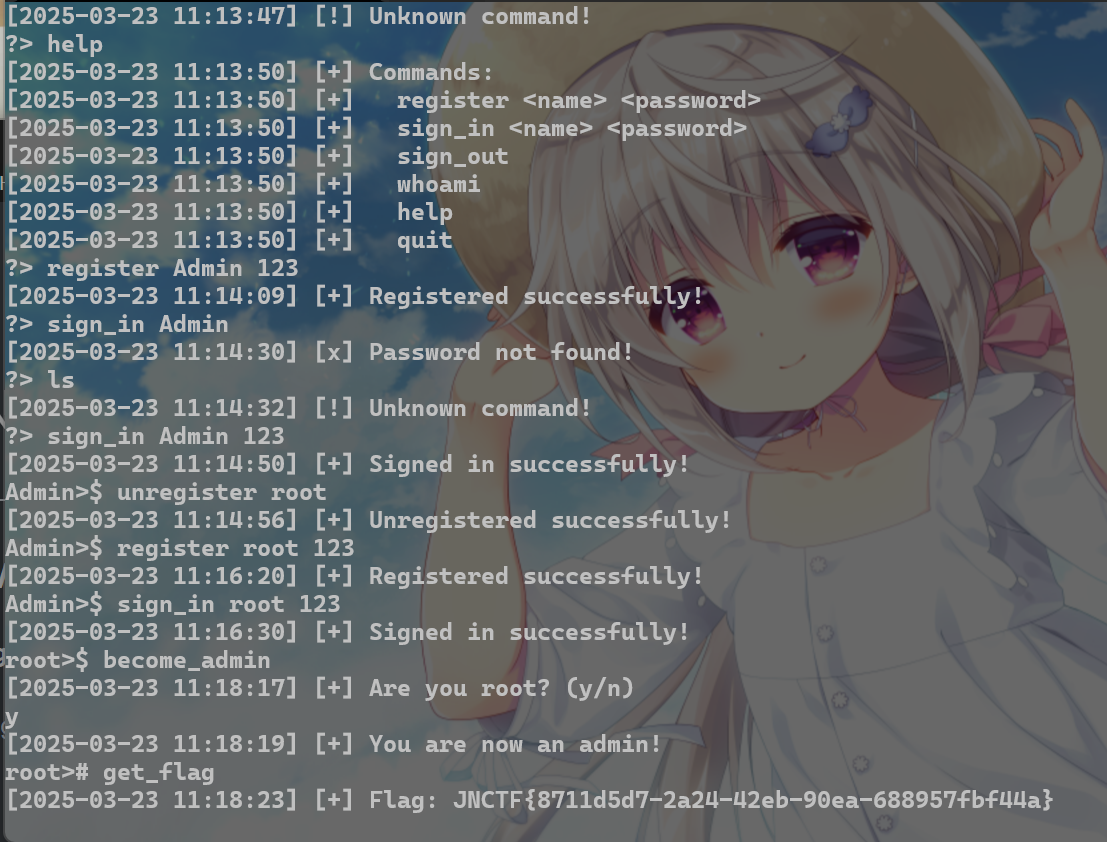 [2025-03-23 11:13:47] [!] Unknown command!
?> help
[2025-03-23 11:13:50] [+] Commands:
[2025-03-23 11:13:50] [+]   register <name> <password>
[2025-03-23 11:13:50] [+]   sign_in <name> <password>
[2025-03-23 11:13:50] [+]   sign_out
[2025-03-23 11:13:50] [+]   whoami
[2025-03-23 11:13:50] [+]   help
[2025-03-23 11:13:50] [+]   quit
?> register Admin 123
[2025-03-23 11:14:09] [+] Registered successfully!
?> sign_in Admin
[2025-03-23 11:14:30] [x] Password not found!
?> ls
[2025-03-23 11:14:32] [!] Unknown command!
?> sign_in Admin 123
[2025-03-23 11:14:50] [+] Signed in successfully!
Admin>$ unregister root
[2025-03-23 11:14:56] [+] Unregistered successfully!
Admin>$ register root 123
[2025-03-23 11:16:20] [+] Registered successfully!
Admin>$ sign_in root 123
[2025-03-23 11:16:30] [+] Signed in successfully!
root>$ become_admin
[2025-03-23 11:18:17] [+] Are you root? (y/n)
y
[2025-03-23 11:18:19] [+] You are now an admin!
root># get_flag
[2025-03-23 11:18:23] [+] Flag: JNCTF{8711d5d7-2a24-42eb-90ea-688957fbf44a}